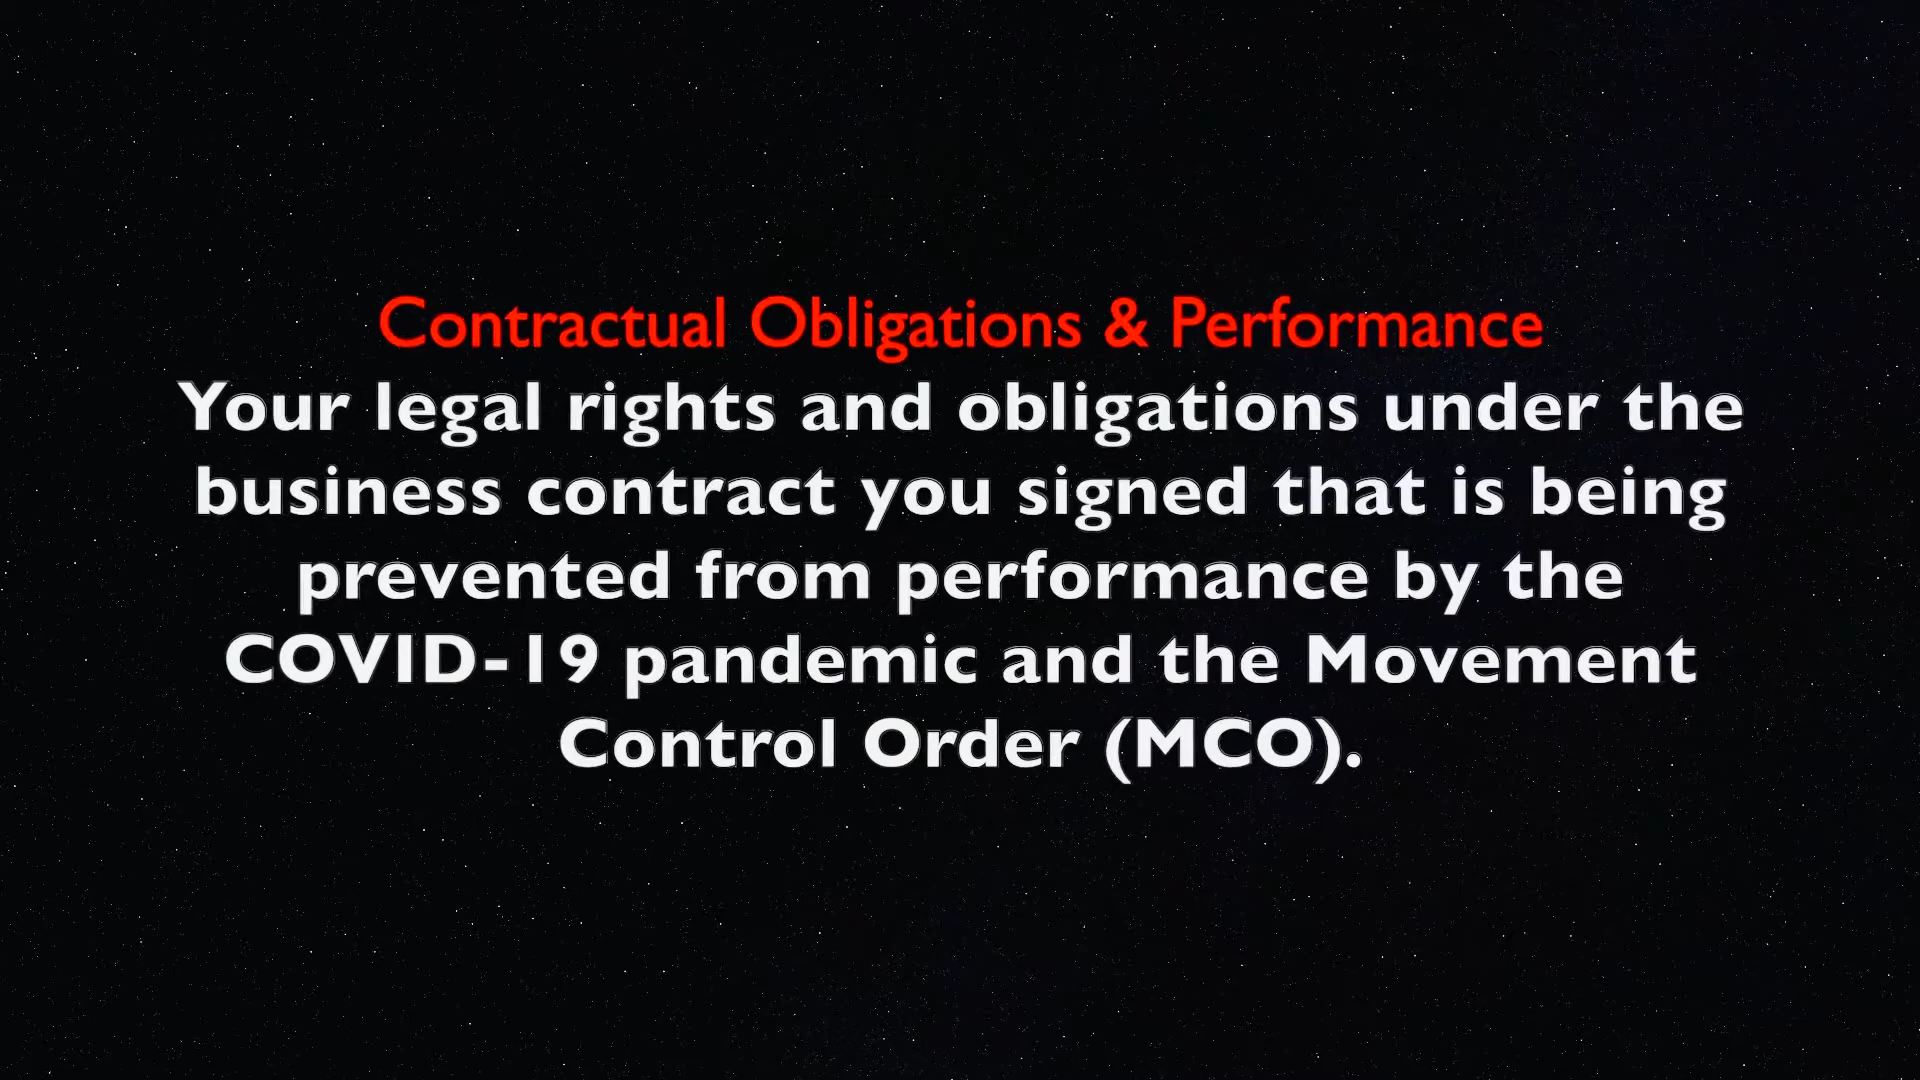 Contractual Obligations & Performance
Your legal rights and obligations under the
business contract you signed that is being
prevented from performance by the
COVID-19 pandemic and the Movement
Control Order (MCO).